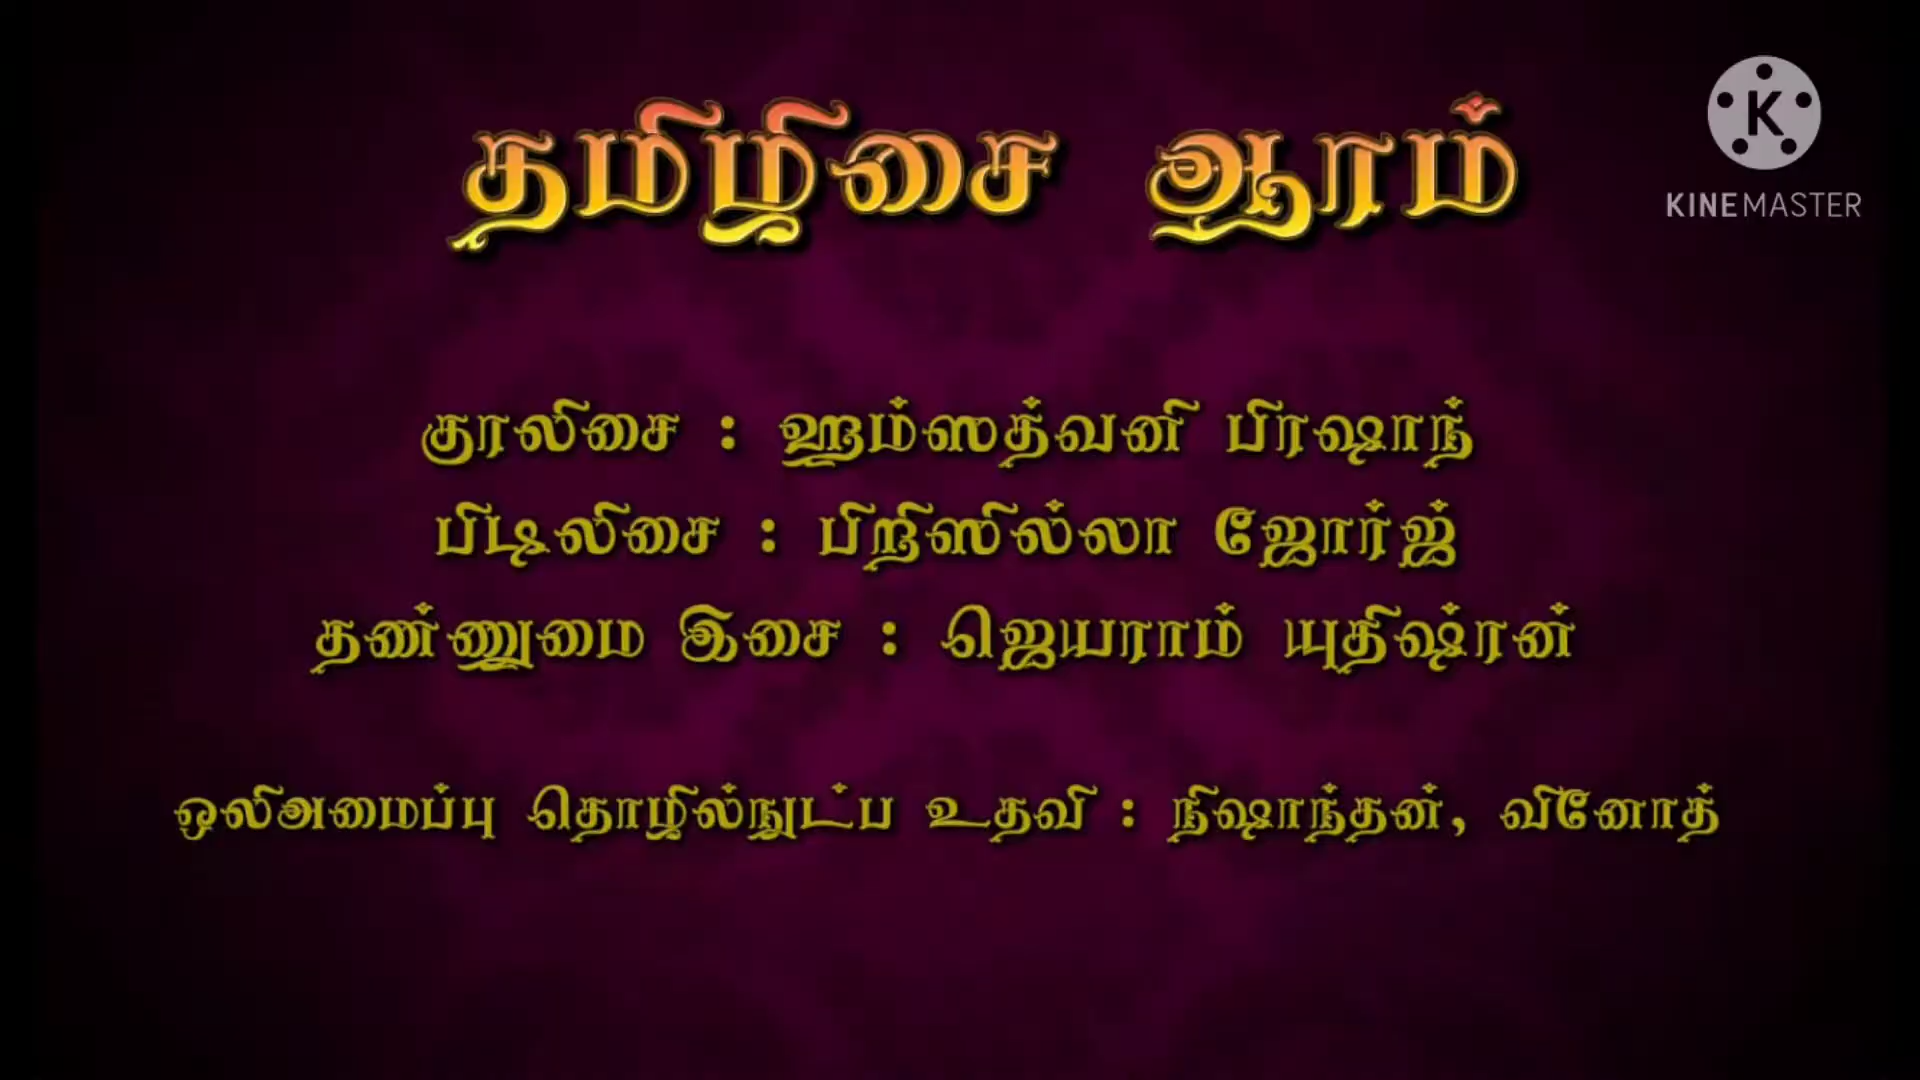 தமிழிசை ஆரம்
KINEMASTER
குரலிசை : ஹம்ஸத்வனி பிரஷாந்
பிடிலிசை : பிறிஸில்லா ஜோர்ஜ்
தண்ணுமை இசை : ஜெயராம் யுதிஷ்ரன்
ஒலிஅமைப்பு தொழில்நுட்ப உதவி : நிஷாந்தன், வினோத்